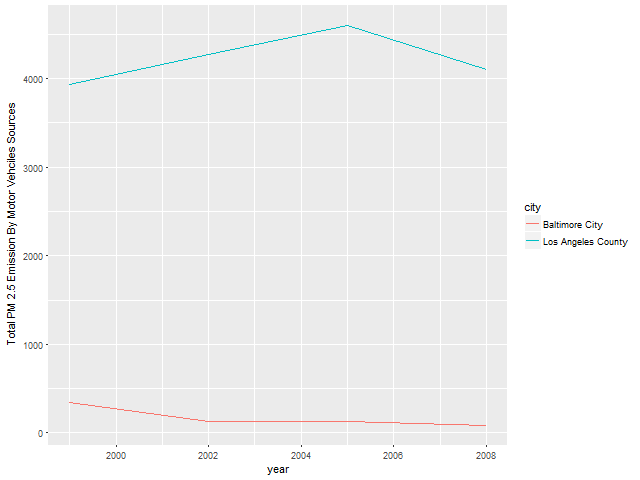 Total PM 2.5 Emission By Motor Vehciles Sources
4000
3000
2000
1000
0
2000 2002 2004 2006 2008
year
city
Baltimore City
Los Angeles County